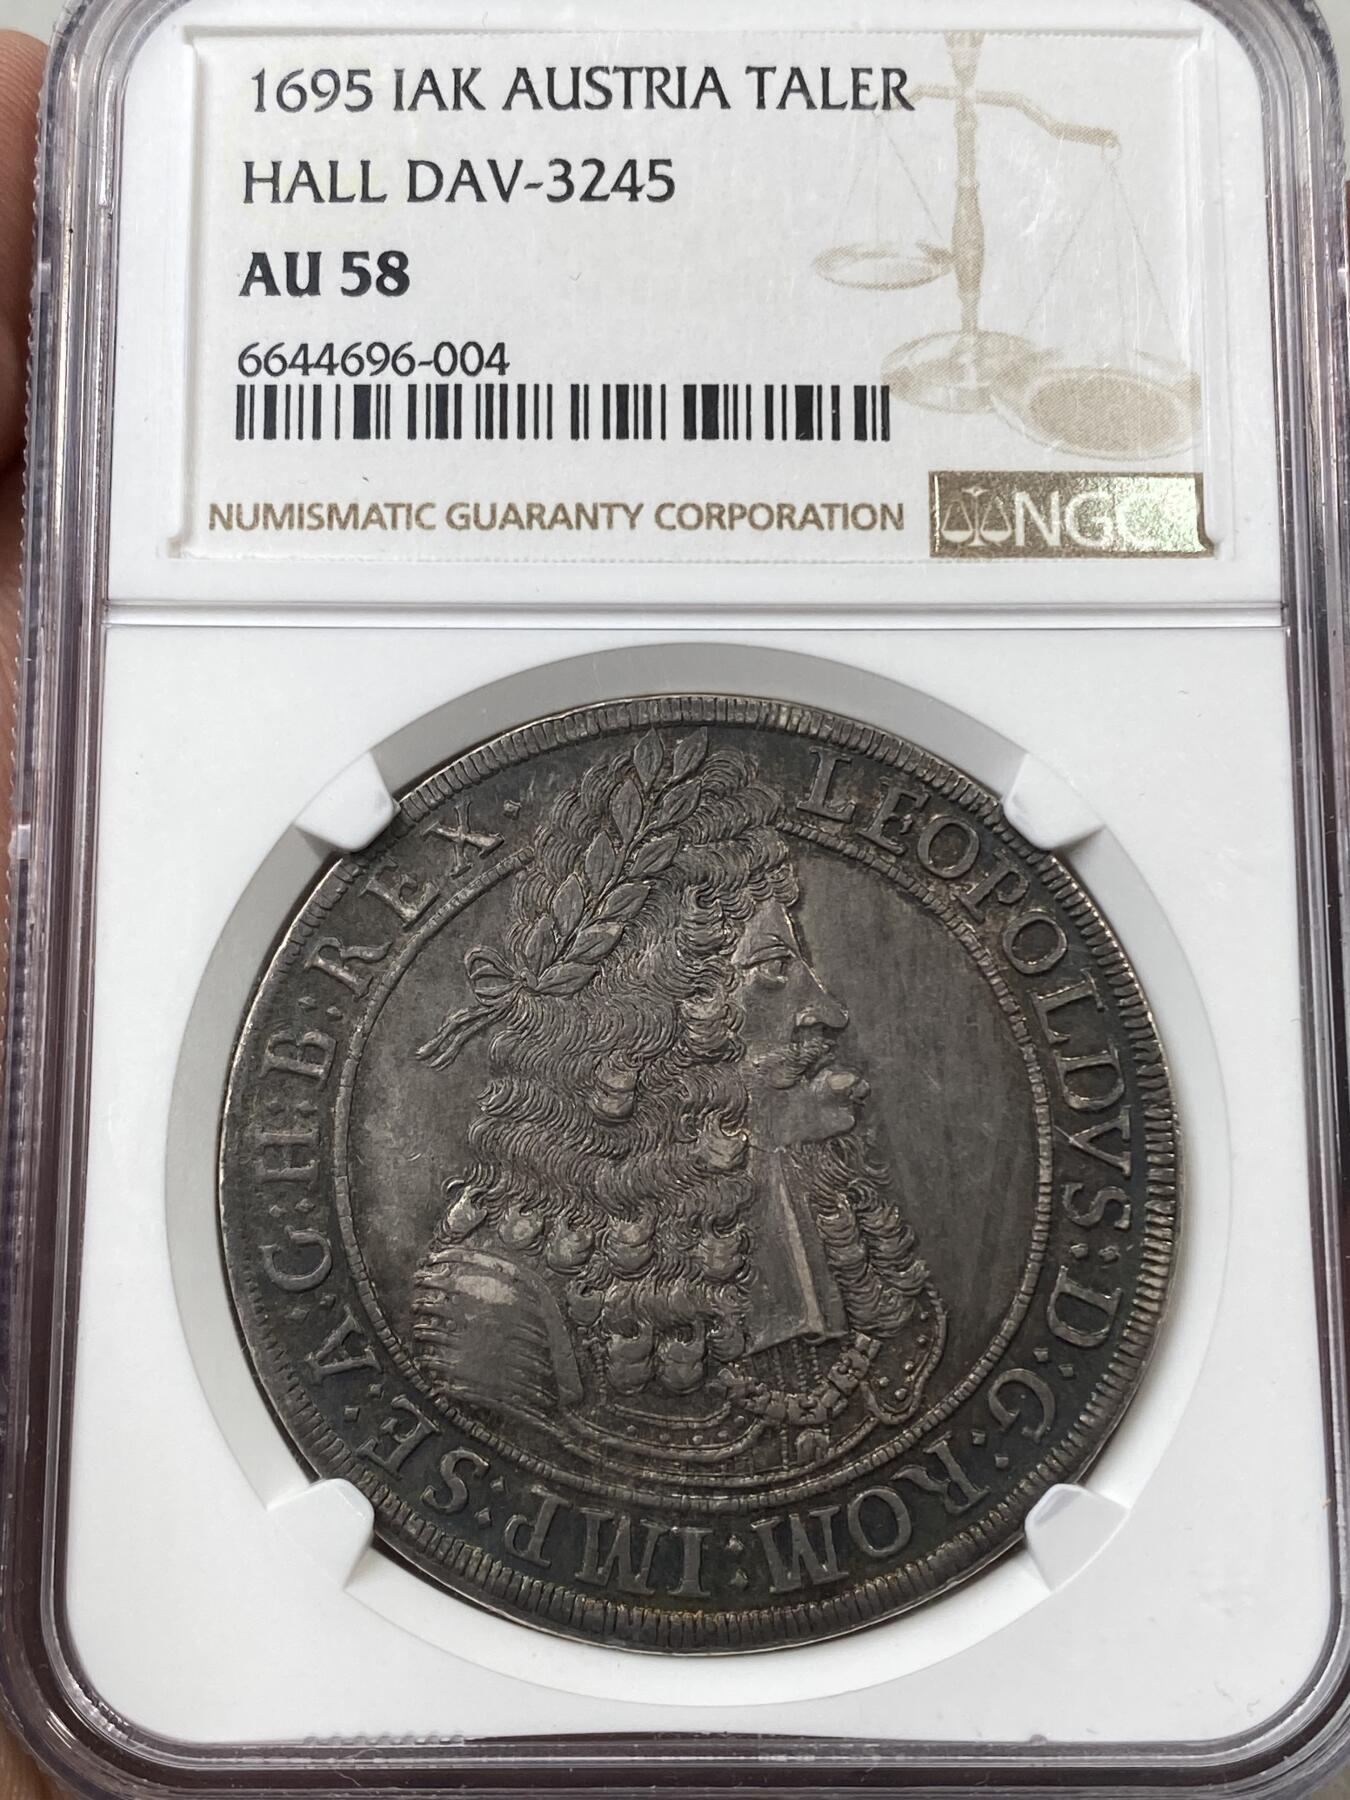 1695 IAK AUSTRIA TALER
HALL DAV-3245
AU 58
6644696-004
NUMISMATIC GUARANTY CORPORATION
NGC
LEOPOLDVS: D: G: ROM: IMP: SE: A: G: H: B: REX ·